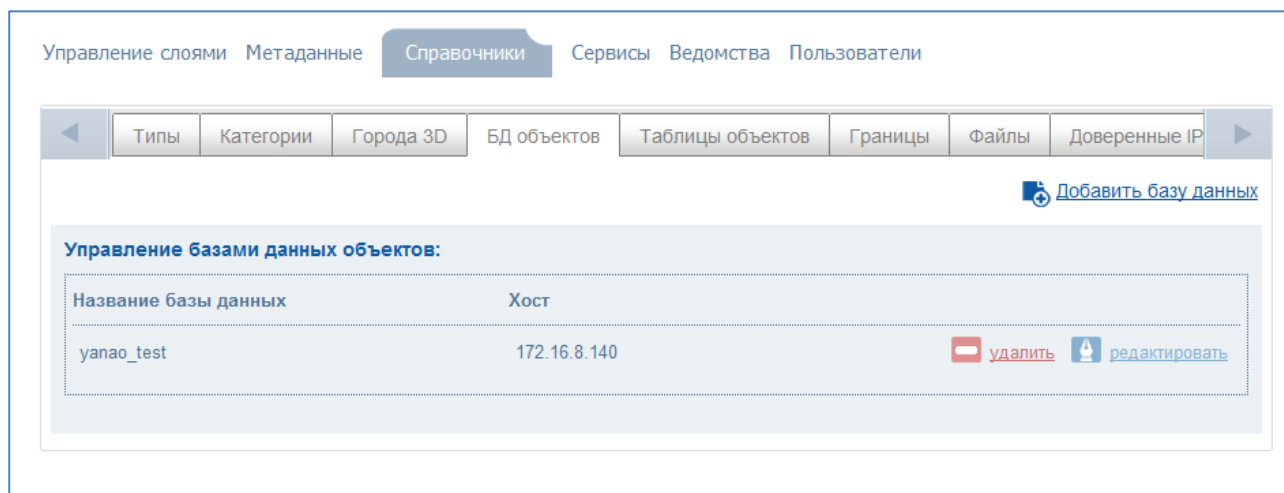 Управление слоями Метаданные Справочники Сервисы Ведомства Пользователи
Типы Категории Города 3D БД объектов Таблицы объектов Границы Файлы Доверенные IP
Добавить базу данных
Управление базами данных объектов:
Название базы данных Хост
yanao_test 172.16.8.140 удалить редактировать